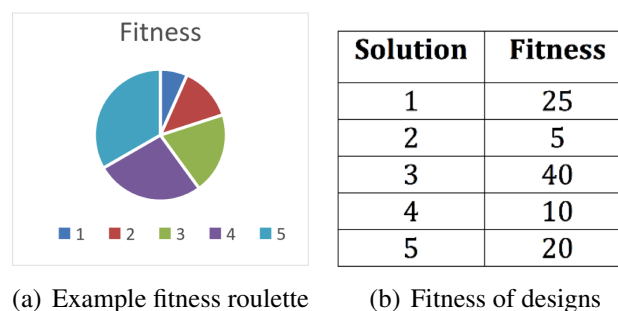 Fitness
1 2 3 4 5
(a) Example fitness roulette
Solution Fitness
1 25
2 5
3 40
4 10
5 20
(b) Fitness of designs